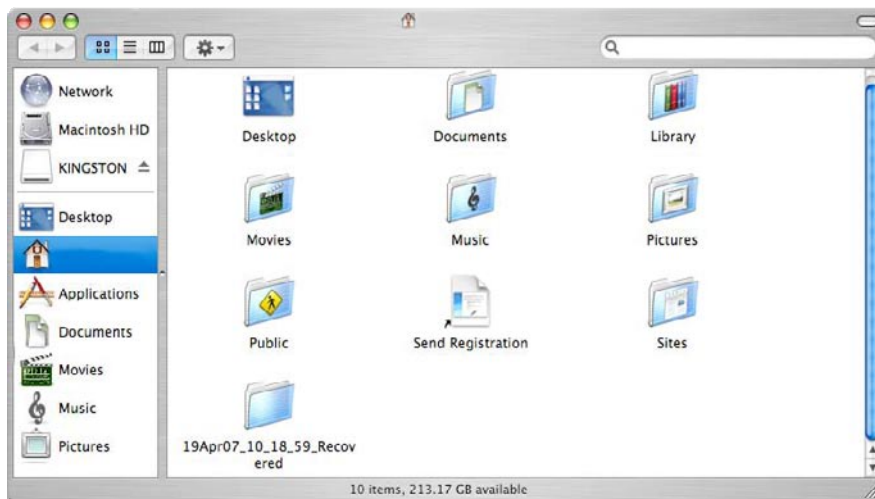 Network
Macintosh HD
KINGSTON
Desktop
Applications
Documents
Movies
Music
Pictures
Desktop
Documents
Library
Movies
Music
Pictures
Public
Send Registration
Sites
19Apr07_10_18_59_Recov
ered
10 items, 213.17 GB available